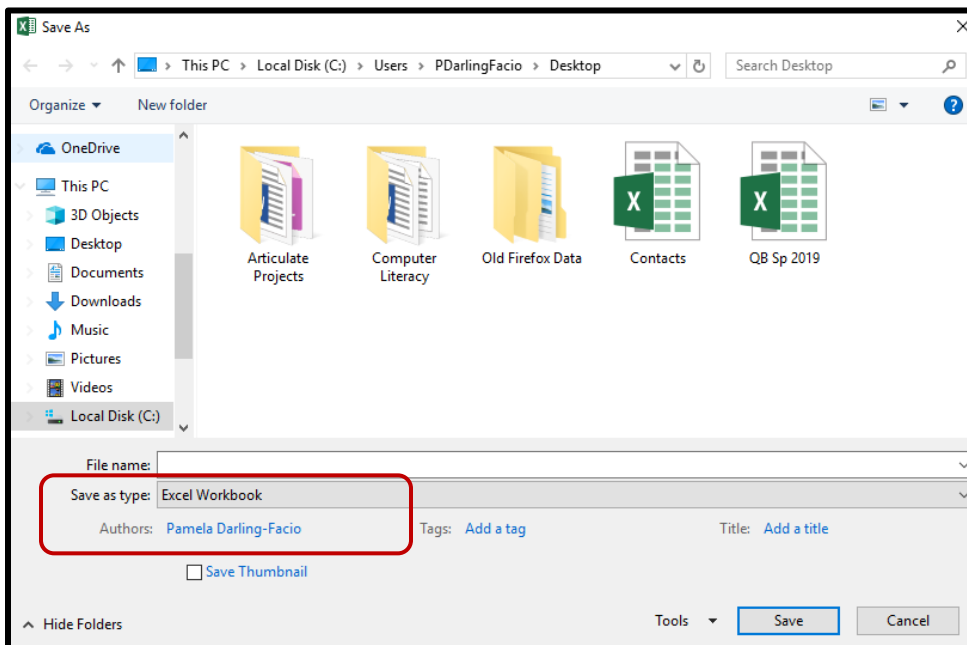 Save As
This PC > Local Disk (C:) > Users > PDarlingFacio > Desktop
Search Desktop
Organize
New folder
OneDrive
This PC
3D Objects
Desktop
Documents
Downloads
Music
Pictures
Videos
Local Disk (C:)
Articulate
Projects
Computer
Literacy
Old Firefox Data
Contacts
QB Sp 2019
File name:
Save as type: Excel Workbook
Authors: Pamela Darling-Facio
Tags: Add a tag
Title: Add a title
Save Thumbnail
Hide Folders
Tools
Save
Cancel